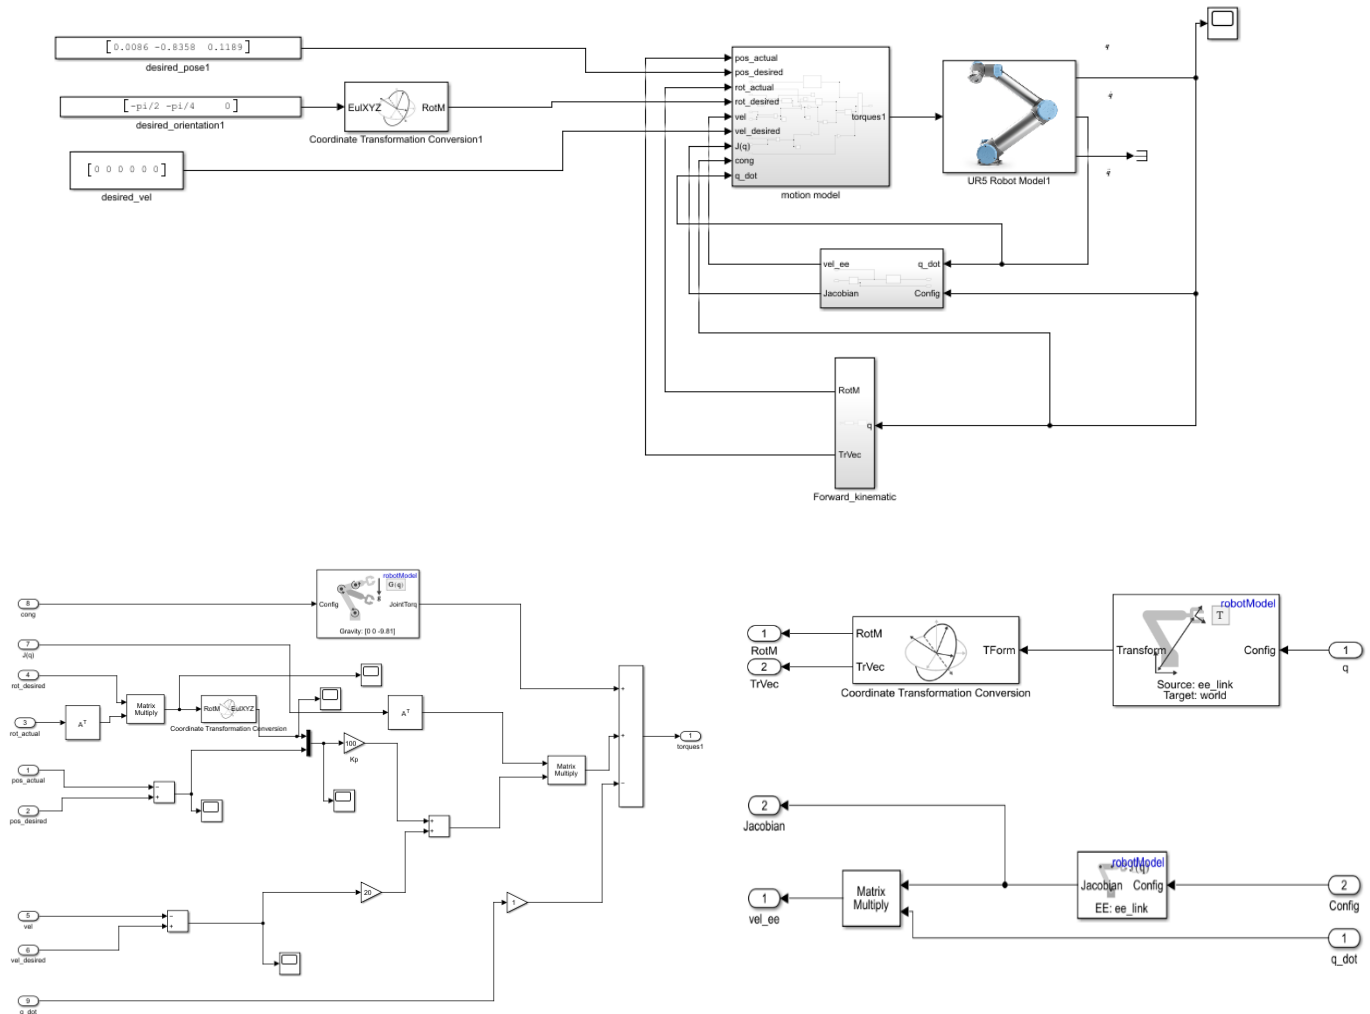 [0.0086 -0.8358 0.1189]
desired_pose1
[-pi/2 -pi/4 0]
desired_orientation1
EulXYZ RotM
Coordinate Transformation Conversion1
[0 0 0 0 0 0]
desired_vel
pos_actual
pos_desired
rot_actual
rot_desired
vel
vel_desired
J(q)
cong
q_dot
torques1
motion model
UR5 Robot Model1
q
vel_ee q_dot
Jacobian Config
RotM
q
TrVec
Forward_kinematic
8
cong
robotModel
G(q)
Config JointTorq
g
Gravity: [0 0 -9.81]
7
J(q)
4
rot_desired
3
rot_actual
Aᵀ
Matrix
Multiply
RotM EulXYZ
Coordinate Transformation Conversion
Aᵀ
1
pos_actual
2
pos_desired
-
+
100
Kp
+
+
Matrix
Multiply
+
+
-
1
torques1
20
1
5
vel
6
vel_desired
-
+
9
q_dot
1
RotM
2
TrVec
RotM
TrVec
TForm
Coordinate Transformation Conversion
robotModel
T
Transform Config
Source: ee_link
Target: world
1
q
2
Jacobian
1
vel_ee
Matrix
Multiply
robotModel
Jacobian Config
EE: ee_link
2
Config
1
q_dot